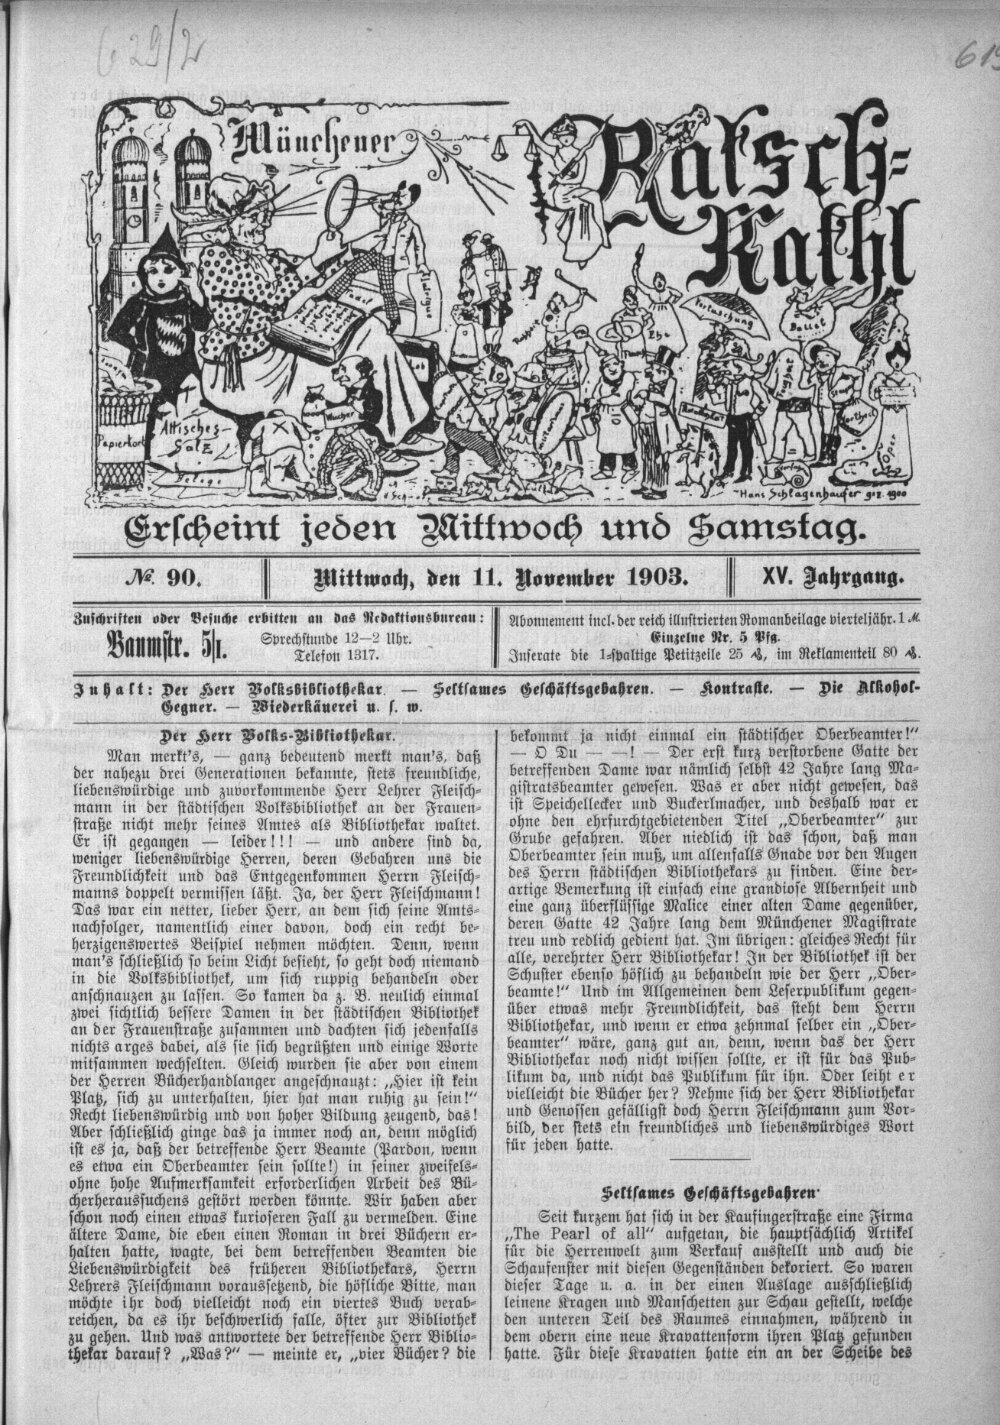 629/2
619
Münchener
Ratsch-
Kathl
Papierkorb
Attisches
Salz
Belege
Wucher
Ehe
Vertuschung
Ballet
Hans Schlagenhaufer gez. 1900
Erscheint jeden Mittwoch und Samstag.
№. 90.
Mittwoch, den 11. November 1903.
XV. Jahrgang.
Zuschriften oder Besuche erbitten an das Redaktionsbureau:
Baumstr. 5/I.
Sprechstunde 12—2 Uhr.
Telefon 1317.
Abonnement incl. der reich illustrierten Romanbeilage vierteljähr. 1 ℳ.
Einzelne Nr. 5 Pfg.
Inserate die 1-spaltige Petitzeile 25 ₰, im Reklamenteil 80 ₰.
Inhalt: Der Herr Volksbibliothekar. — Seltsames Geschäftsgebahren. — Kontraste. — Die Alkohol-
Gegner. — Wiederkäuerei u. s. w.
Der Herr Volks-Bibliothekar.
Man merkt's, — ganz bedeutend merkt man's, daß
der nahezu drei Generationen bekannte, stets freundliche,
liebenswürdige und zuvorkommende Herr Lehrer Fleisch-
mann in der städtischen Volksbibliothek an der Frauen-
straße nicht mehr seines Amtes als Bibliothekar waltet.
Er ist gegangen — leider!!! — und andere sind da,
weniger liebenswürdige Herren, deren Gebahren uns die
Freundlichkeit und das Entgegenkommen Herrn Fleisch-
manns doppelt vermissen läßt. Ja, der Herr Fleischmann!
Das war ein netter, lieber Herr, an dem sich seine Amts-
nachfolger, namentlich einer davon, doch ein recht be-
herzigenswertes Beispiel nehmen möchten. Denn, wenn
man's schließlich so beim Licht besieht, so geht doch niemand
in die Volksbibliothek, um sich ruppig behandeln oder
anschnauzen zu lassen. So kamen da z. B. neulich einmal
zwei sichtlich bessere Damen in der städtischen Bibliothek
an der Frauenstraße zusammen und dachten sich jedenfalls
nichts arges dabei, als sie sich begrüßten und einige Worte
mitsammen wechselten. Gleich wurden sie aber von einem
der Herren Bücherhandlanger angeschnauzt: „Hier ist kein
Platz, sich zu unterhalten, hier hat man ruhig zu sein!“
Recht liebenswürdig und von hoher Bildung zeugend, das!
Aber schließlich ginge das ja immer noch an, denn möglich
ist es ja, daß der betreffende Herr Beamte (Pardon, wenn
es etwa ein Oberbeamter sein sollte!) in seiner zweifels-
ohne hohe Aufmerksamkeit erforderlichen Arbeit des Bü-
cherheraussuchens gestört werden könnte. Wir haben aber
schon noch einen etwas kurioseren Fall zu vermelden. Eine
ältere Dame, die eben einen Roman in drei Büchern er-
halten hatte, wagte, bei dem betreffenden Beamten die
Liebenswürdigkeit des früheren Bibliothekars, Herrn
Lehrers Fleischmann voraussetzend, die höfliche Bitte, man
möchte ihr doch vielleicht noch ein viertes Buch verab-
reichen, da es ihr beschwerlich falle, öfter zur Bibliothek
zu gehen. Und was antwortete der betreffende Herr Biblio-
thekar darauf? „Was?“ — meinte er, „vier Bücher? die
bekommt ja nicht einmal ein städtischer Oberbeamter!“
— O Du — —! — Der erst kurz verstorbene Gatte der
betreffenden Dame war nämlich selbst 42 Jahre lang Ma-
gistratsbeamter gewesen. Was er aber nicht gewesen, das
ist Speichellecker und Buckerlmacher, und deshalb war er
ohne den ehrfurchtgebietenden Titel „Oberbeamter“ zur
Grube gefahren. Aber niedlich ist das schon, daß man
Oberbeamter sein muß, um allenfalls Gnade vor den Augen
des Herrn städtischen Bibliothekars zu finden. Eine der-
artige Bemerkung ist einfach eine grandiose Albernheit und
eine ganz überflüssige Malice einer alten Dame gegenüber,
deren Gatte 42 Jahre lang dem Münchener Magistrate
treu und redlich gedient hat. Im übrigen: gleiches Recht für
alle, verehrter Herr Bibliothekar! In der Bibliothek ist der
Schuster ebenso höflich zu behandeln wie der Herr „Ober-
beamte!“ Und im Allgemeinen dem Leserpublikum gegen-
über etwas mehr Freundlichkeit, das steht dem Herrn
Bibliothekar, und wenn er etwa zehnmal selber ein „Ober-
beamter“ wäre, ganz gut an, denn, wenn das der Herr
Bibliothekar noch nicht wissen sollte, er ist für das Pub-
likum da, und nicht das Publikum für ihn. Oder leiht er
vielleicht die Bücher her? Nehme sich der Herr Bibliothekar
und Genossen gefälligst doch Herrn Fleischmann zum Vor-
bild, der stets ein freundliches und liebenswürdiges Wort
für jeden hatte.
Seltsames Geschäftsgebahren.
Seit kurzem hat sich in der Kaufingerstraße eine Firma
„The Pearl of all“ aufgetan, die hauptsächlich Artikel
für die Herrenwelt zum Verkauf ausstellt und auch die
Schaufenster mit diesen Gegenständen dekoriert. So waren
dieser Tage u. a. in der einen Auslage ausschließlich
leinene Kragen und Manschetten zur Schau gestellt, welche
den unteren Teil des Raumes einnahmen, während in
dem obern eine neue Kravattenform ihren Platz gefunden
hatte. Für diese Kravatten hatte ein an der Scheibe des